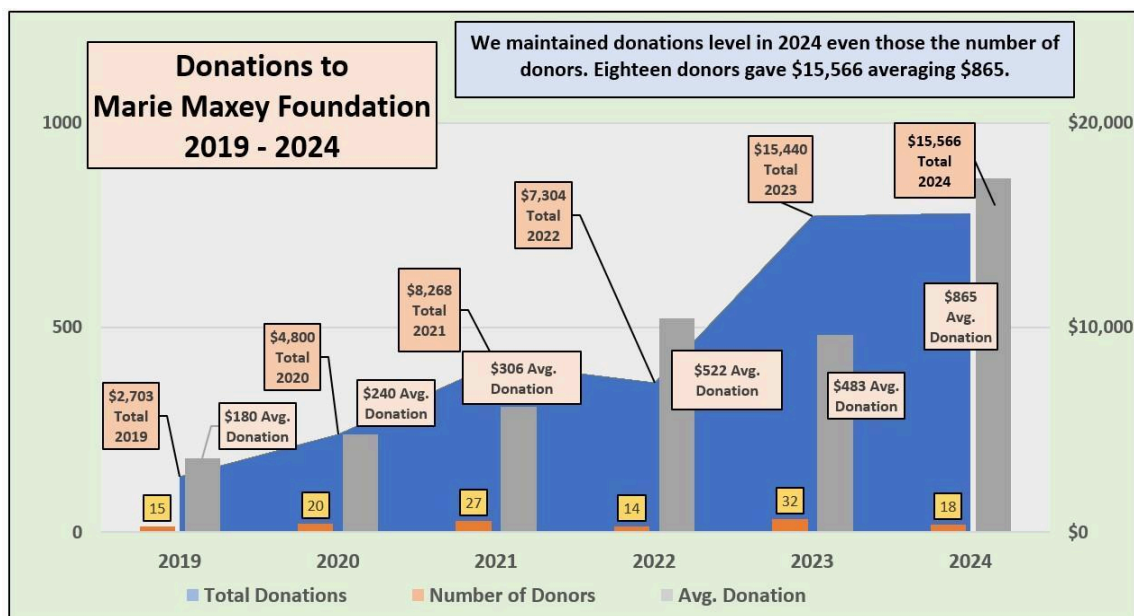 Donations to
Marie Maxey Foundation
2019 - 2024
We maintained donations level in 2024 even those the number of
donors. Eighteen donors gave $15,566 averaging $865.
1000
500
0
$20,000
$10,000
$0
$2,703
Total
2019
$180 Avg.
Donation
15
$4,800
Total
2020
$240 Avg.
Donation
20
$8,268
Total
2021
$306 Avg.
Donation
27
$7,304
Total
2022
$522 Avg.
Donation
14
$15,440
Total
2023
$483 Avg.
Donation
32
$15,566
Total
2024
$865
Avg.
Donation
18
2019
2020
2021
2022
2023
2024
Total Donations
Number of Donors
Avg. Donation